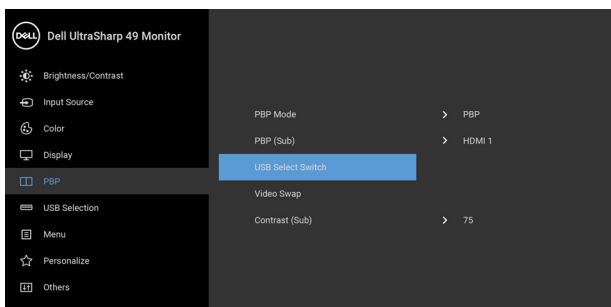 DELL Dell UltraSharp 49 Monitor
Brightness/Contrast
Input Source
Color
Display
PBP
USB Selection
Menu
Personalize
Others
PBP Mode > PBP
PBP (Sub) > HDMI 1
USB Select Switch
Video Swap
Contrast (Sub) > 75